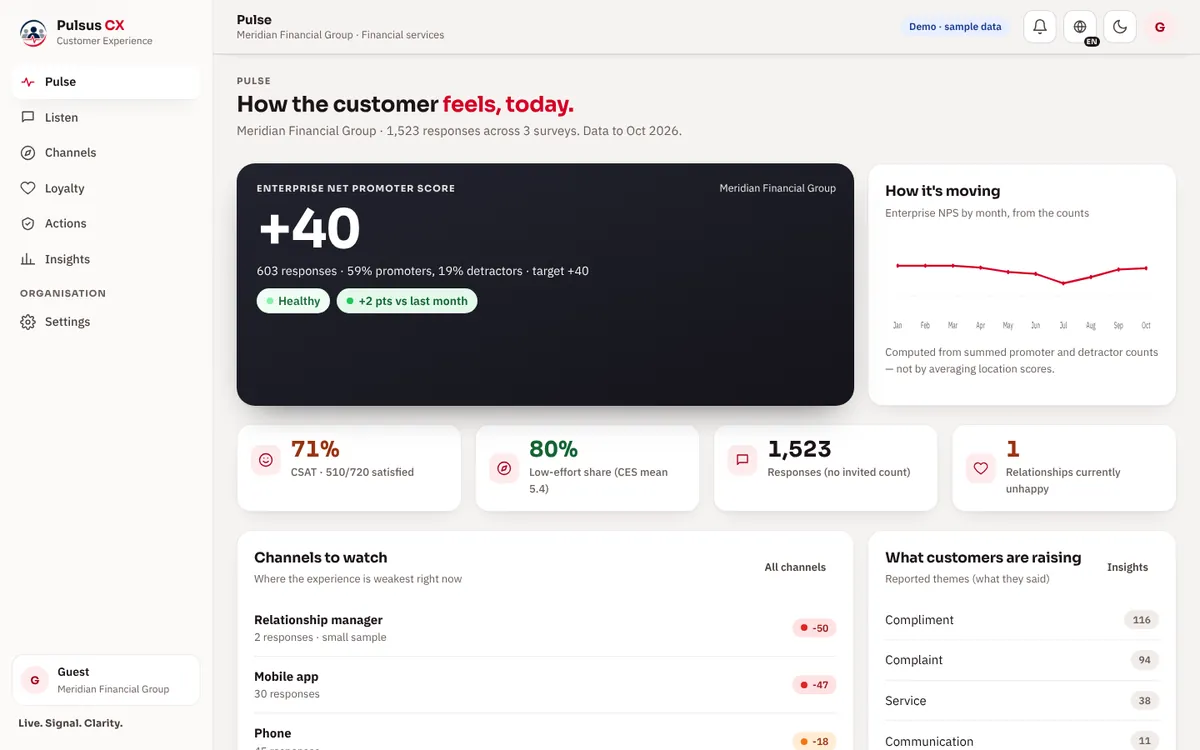 Pulsus CX
Customer Experience
Pulse
Listen
Channels
Loyalty
Actions
Insights
ORGANISATION
Settings
G
Guest
Meridian Financial Group
Live. Signal. Clarity.
Pulse
Meridian Financial Group · Financial services
Demo · sample data
EN
G
PULSE
How the customer feels, today.
Meridian Financial Group · 1,523 responses across 3 surveys. Data to Oct 2026.
ENTERPRISE NET PROMOTER SCORE
Meridian Financial Group
+40
603 responses · 59% promoters, 19% detractors · target +40
Healthy
+2 pts vs last month
How it's moving
Enterprise NPS by month, from the counts
Jan Feb Mar Apr May Jun Jul Aug Sep Oct
Computed from summed promoter and detractor counts
— not by averaging location scores.
71%
CSAT · 510/720 satisfied
80%
Low-effort share (CES mean
5.4)
1,523
Responses (no invited count)
1
Relationships currently
unhappy
Channels to watch
Where the experience is weakest right now
All channels
Relationship manager
2 responses · small sample
-50
Mobile app
30 responses
-47
Phone
-18
What customers are raising
Reported themes (what they said)
Insights
Compliment
116
Complaint
94
Service
38
Communication
11